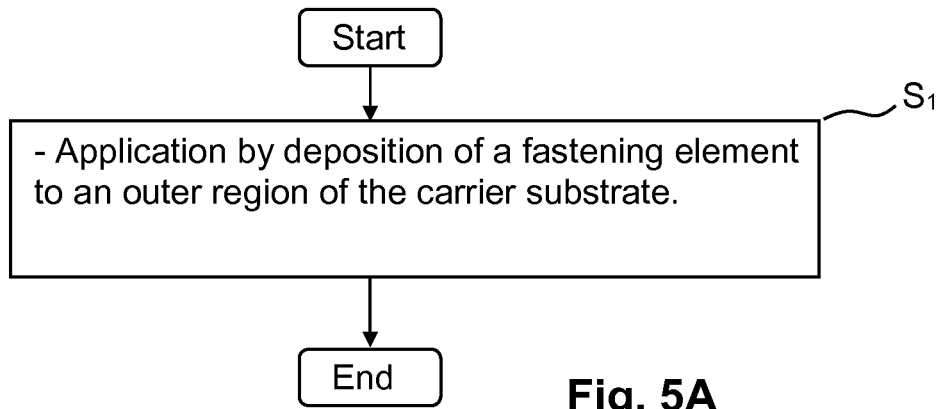 Start
S1
- Application by deposition of a fastening element
to an outer region of the carrier substrate.
End
Fig. 5A